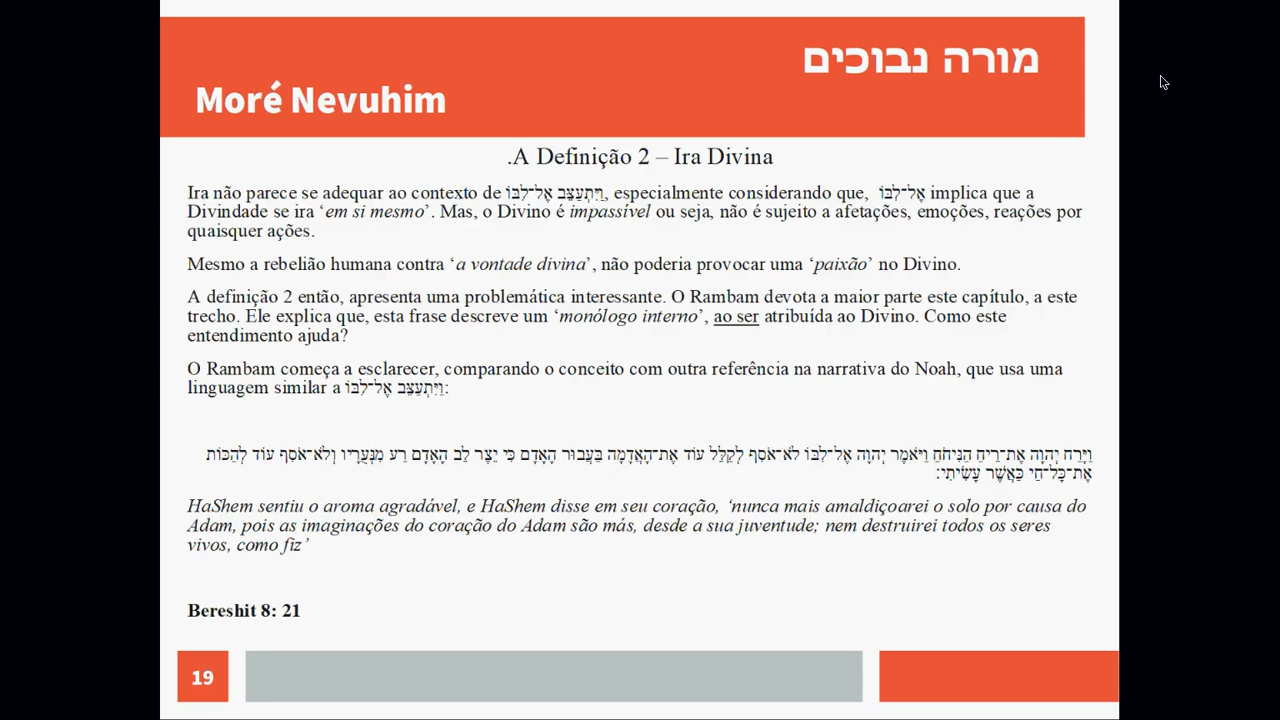 מורה נבוכים
Moré Nevuhim
.A Definição 2 – Ira Divina
Ira não parece se adequar ao contexto de וַיִּתְעַצֵּב אֶל־לִבּוֹ, especialmente considerando que, אֶל־לִבּוֹ implica que a
Divindade se ira ‘em si mesmo’. Mas, o Divino é impassível ou seja, não é sujeito a afetações, emoções, reações por
quaisquer ações.
Mesmo a rebelião humana contra ‘a vontade divina’, não poderia provocar uma ‘paixão’ no Divino.
A definição 2 então, apresenta uma problemática interessante. O Rambam devota a maior parte este capítulo, a este
trecho. Ele explica que, esta frase descreve um ‘monólogo interno’, ao ser atribuída ao Divino. Como este
entendimento ajuda?
O Rambam começa a esclarecer, comparando o conceito com outra referência na narrativa do Noah, que usa uma
linguagem similar a וַיִּתְעַצֵּב אֶל־לִבּוֹ:
וַיָּרַח יְהוָה אֶת־רֵיחַ הַנִּיחֹחַ וַיֹּאמֶר יְהוָה אֶל־לִבּוֹ לֹא־אֹסִף לְקַלֵּל עוֹד אֶת־הָאֲדָמָה בַּעֲבוּר הָאָדָם כִּי יֵצֶר לֵב הָאָדָם רַע מִנְּעֻרָיו וְלֹא־אֹסִף עוֹד לְהַכּוֹת
אֶת־כָּל־חַי כַּאֲשֶׁר עָשִׂיתִי׃
HaShem sentiu o aroma agradável, e HaShem disse em seu coração, ‘nunca mais amaldiçoarei o solo por causa do
Adam, pois as imaginações do coração do Adam são más, desde a sua juventude; nem destruirei todos os seres
vivos, como fiz’
Bereshit 8: 21
19